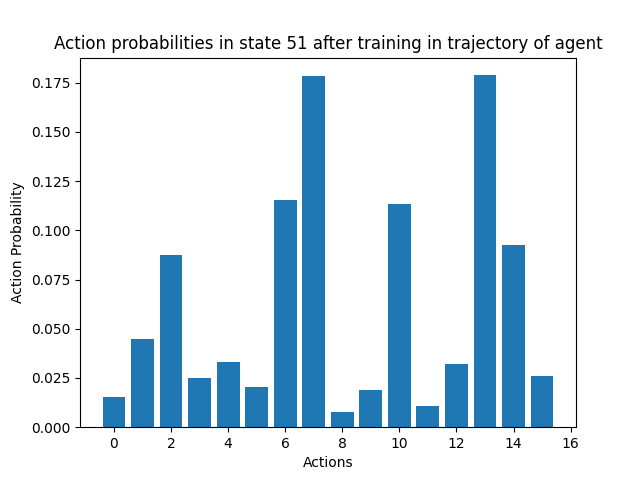 Action probabilities in state 51 after training in trajectory of agent
0.175
0.150
0.125
0.100
0.075
0.050
0.025
0.000
Action Probability
0 2 4 6 8 10 12 14 16
Actions